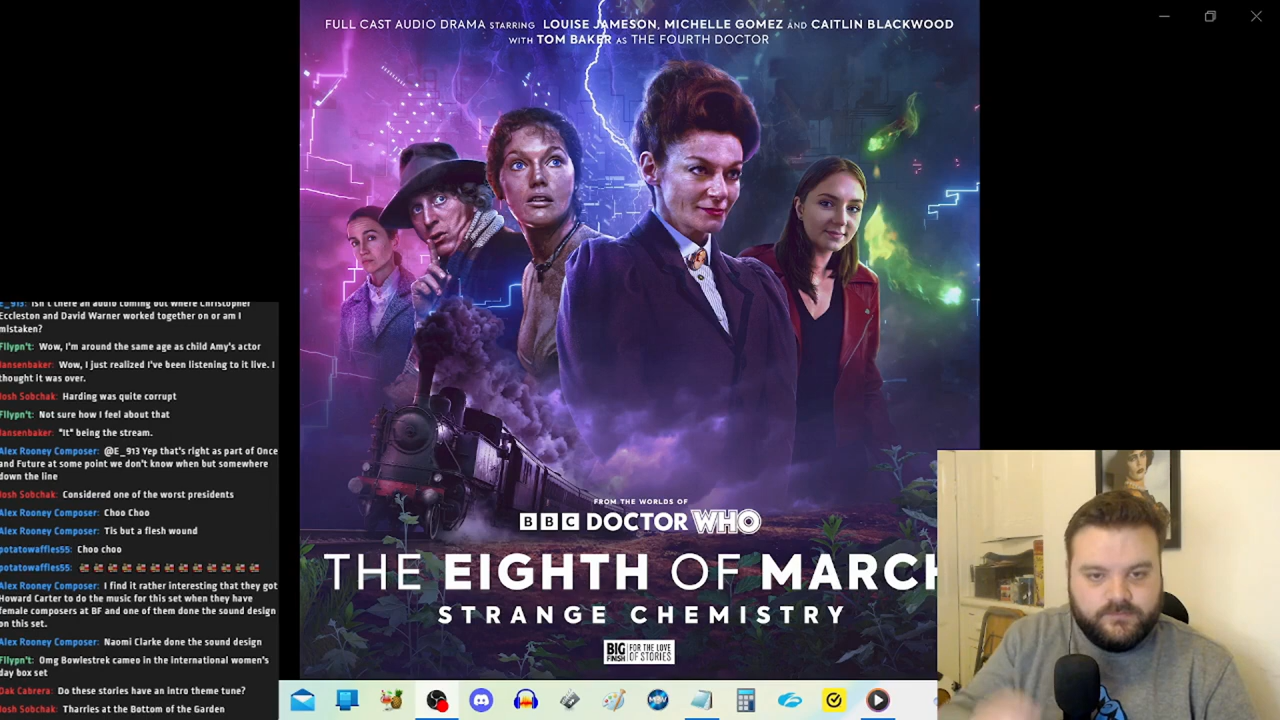 FULL CAST AUDIO DRAMA STARRING LOUISE JAMESON, MICHELLE GOMEZ AND CAITLIN BLACKWOOD
WITH TOM BAKER AS THE FOURTH DOCTOR
E_913: Isn't there an audio coming out where Christopher
Eccleston and David Warner worked together on or am I
mistaken?
Fllypn't: Wow, I'm around the same age as child Amy's actor
Jansenbaker: Wow, I just realized I've been listening to it live. I
thought it was over.
Josh Sobchak: Harding was quite corrupt
Fllypn't: Not sure how I feel about that
Jansenbaker: "It" being the stream.
Alex Rooney Composer: @E_913 Yep that's right as part of Once
and Future at some point we don't know when but somewhere
down the line
Josh Sobchak: Considered one of the worst presidents
Alex Rooney Composer: Choo Choo
Alex Rooney Composer: Tis but a flesh wound
potatowaffles55: Choo choo
potatowaffles55:
Alex Rooney Composer: I find it rather interesting that they got
Howard Carter to do the music for this set when they have
female composers at BF and one of them done the sound design
on this set.
Alex Rooney Composer: Naomi Clarke done the sound design
Fllypn't: Omg Bowlestrek cameo in the international women's
day box set
Dak Cabrera: Do these stories have an intro theme tune?
Josh Sobchak: Tharries at the Bottom of the Garden
FROM THE WORLDS OF
BBC DOCTOR WHO
THE EIGHTH OF MARCH
STRANGE CHEMISTRY
BIG FINISH
FOR THE LOVE
OF STORIES